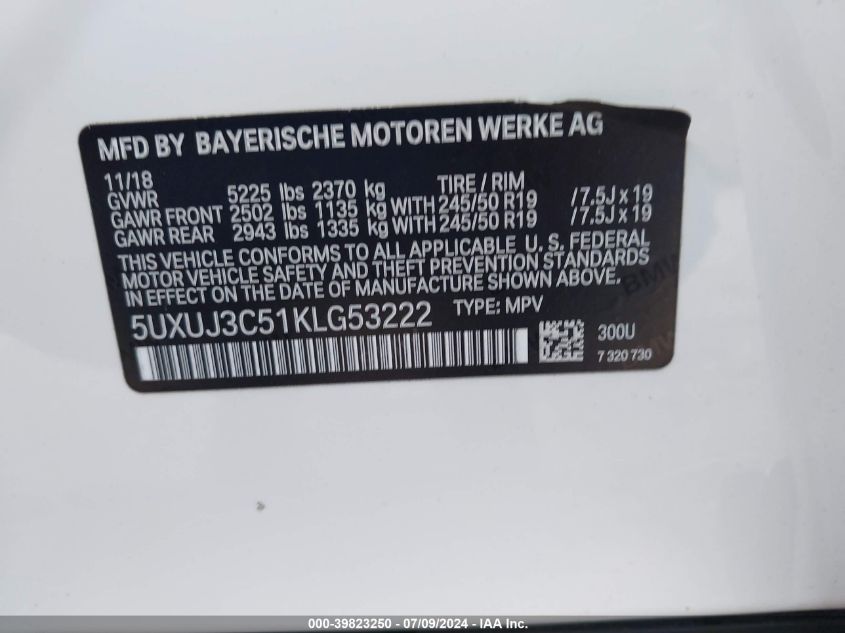 MFD BY BAYERISCHE MOTOREN WERKE AG
11/18
GVWR 5225 lbs 2370 kg TIRE / RIM
GAWR FRONT 2502 lbs 1135 kg WITH 245/50 R19 /7.5J x 19
GAWR REAR 2943 lbs 1335 kg WITH 245/50 R19 /7.5J x 19
THIS VEHICLE CONFORMS TO ALL APPLICABLE U. S. FEDERAL
MOTOR VEHICLE SAFETY AND THEFT PREVENTION STANDARDS
IN EFFECT ON THE DATE OF MANUFACTURE SHOWN ABOVE.
5UXUJ3C51KLG53222 TYPE: MPV
300U
7 320 730
BMW
000-39823250 - 07/09/2024 - IAA Inc.